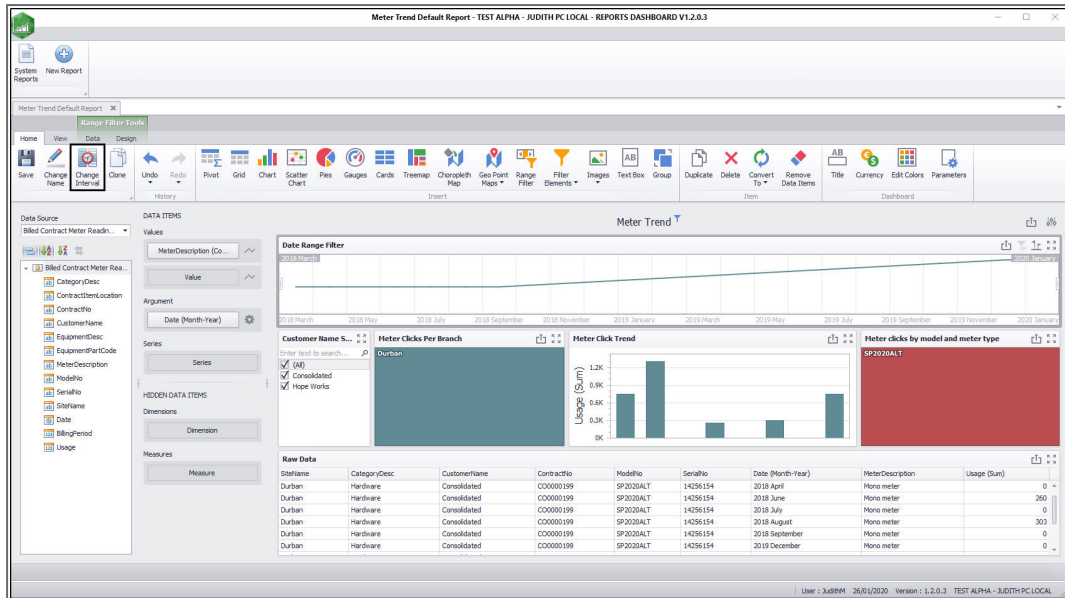 Meter Trend Default Report - TEST ALPHA - JUDITH PC LOCAL - REPORTS DASHBOARD V1.2.0.3
System Reports
New Report
Meter Trend Default Report
Range Filter Tools
Home View Data Design
Save Change Name Change Interval Clone Undo Redo Pivot Grid Chart Scatter Chart Pies Gauges Cards Treemap Choropleth Map Geo Point Maps Range Filter Filter Elements Images Text Box Group Duplicate Delete Convert To Remove Data Items Title Currency Edit Colors Parameters
History Insert Item Dashboard
Data Source
Billed Contract Meter Readin...
Billed Contract Meter Rea...
CategoryDesc
ContractItemLocation
ContractNo
CustomerName
EquipmentDesc
EquipmentPartCode
MeterDescription
ModelNo
SerialNo
SiteName
Date
BillingPeriod
Usage
DATA ITEMS
Values
MeterDescription (Co...
Value
Argument
Date (Month-Year)
Series
Series
HIDDEN DATA ITEMS
Dimensions
Dimension
Measures
Measure
Meter Trend
Date Range Filter
2018 March 2020 January
2018 March 2018 May 2018 July 2018 September 2018 November 2019 January 2019 March 2019 May 2019 July 2019 September 2019 November 2020 January
Customer Name S...
Enter text to search...
(All)
Consolidated
Hope Works
Meter Clicks Per Branch
Durban
Meter Click Trend
Usage (Sum)
1.2K
0.9K
0.6K
0.3K
0K
Meter clicks by model and meter type
SP2020ALT
Raw Data
SiteName CategoryDesc CustomerName ContractNo ModelNo SerialNo Date (Month-Year) MeterDescription Usage (Sum)
Durban Hardware Consolidated CO0000199 SP2020ALT 14256154 2018 April Mono meter 0
Durban Hardware Consolidated CO0000199 SP2020ALT 14256154 2018 June Mono meter 260
Durban Hardware Consolidated CO0000199 SP2020ALT 14256154 2018 July Mono meter 0
Durban Hardware Consolidated CO0000199 SP2020ALT 14256154 2018 August Mono meter 303
Durban Hardware Consolidated CO0000199 SP2020ALT 14256154 2018 September Mono meter 0
Durban Hardware Consolidated CO0000199 SP2020ALT 14256154 2019 December Mono meter 0
User : JudithM 26/01/2020 Version : 1.2.0.3 TEST ALPHA - JUDITH PC LOCAL